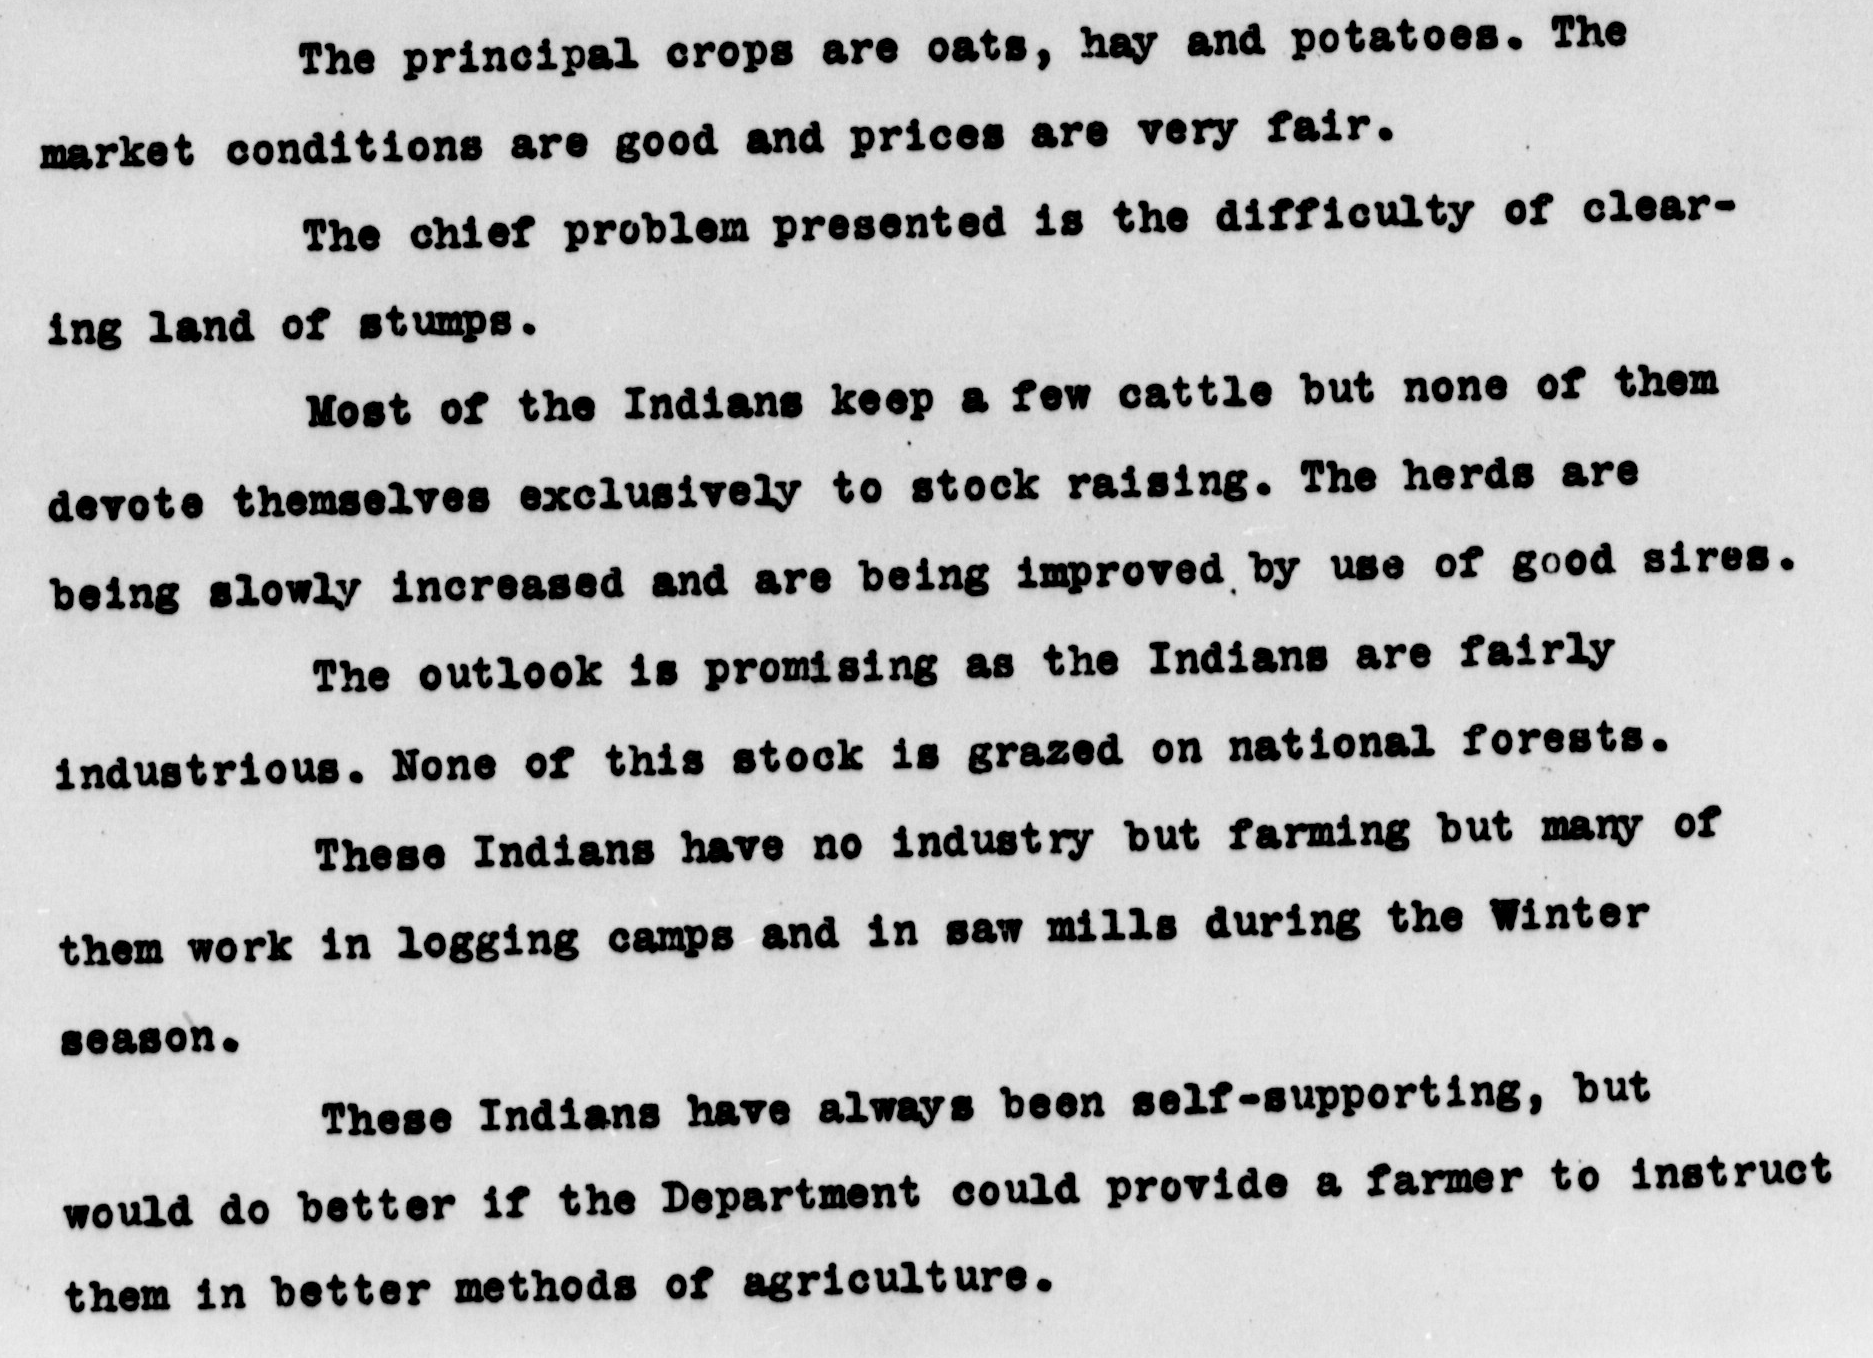 The principal crops are oats, hay and potatoes. The
market conditions are good and prices are very fair.
The chief problem presented is the difficulty of clear-
ing land of stumps.
Most of the Indians keep a few cattle but none of them
devote themselves exclusively to stock raising. The herds are
being slowly increased and are being improved by use of good sires.
The outlook is promising as the Indians are fairly
industrious. None of this stock is grazed on national forests.
These Indians have no industry but farming but many of
them work in logging camps and in saw mills during the Winter
season.
These Indians have always been self-supporting, but
would do better if the Department could provide a farmer to instruct
them in better methods of agriculture.